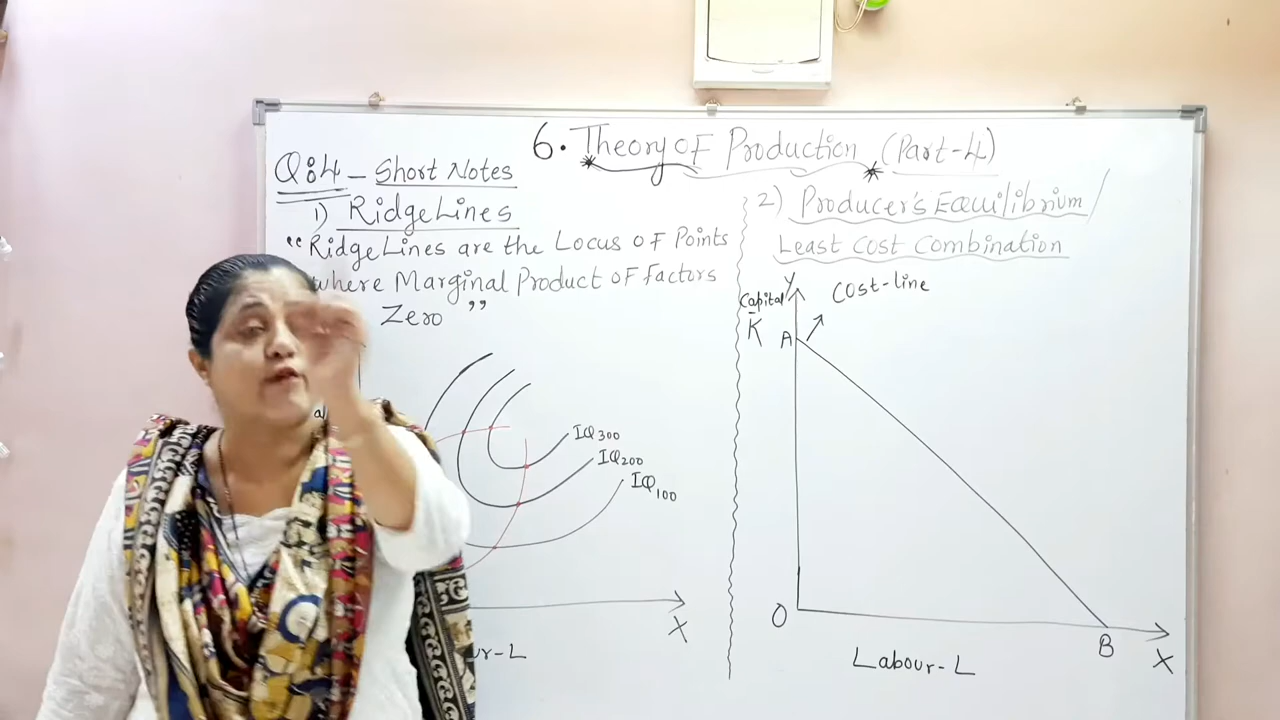 6. Theory of Production (Part-4)
Q:4 - Short Notes
1) Ridge Lines
"Ridge Lines are the Locus of Points
where Marginal Product of factors
Zero"
IQ300
IQ200
IQ100
X
L
2) Producer's Equilibrium/
Least Cost Combination
Y
Cost-line
Capital
K
A
O
B
X
Labour-L